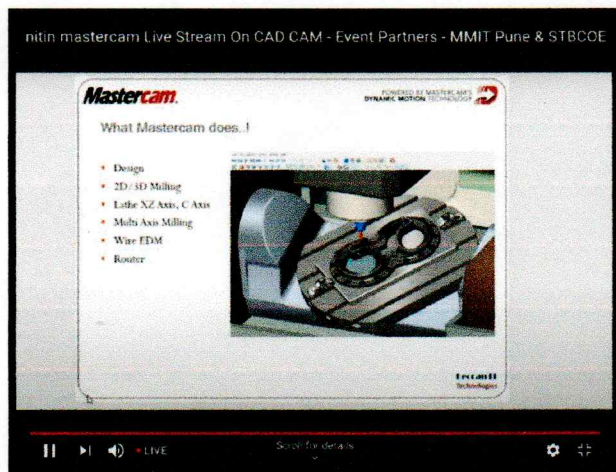 nitin mastercam Live Stream On CAD CAM - Event Partners - MMIT Pune & STBCOE
Mastercam.
POWERED BY MASTERCAM'S
DYNAMIC MOTION TECHNOLOGY
What Mastercam does..!
Design
2D/3D Milling
Lathe XZ Axis, C Axis
Multi Axis Milling
Wire EDM
Router
Technologies
LIVE
Scroll for details